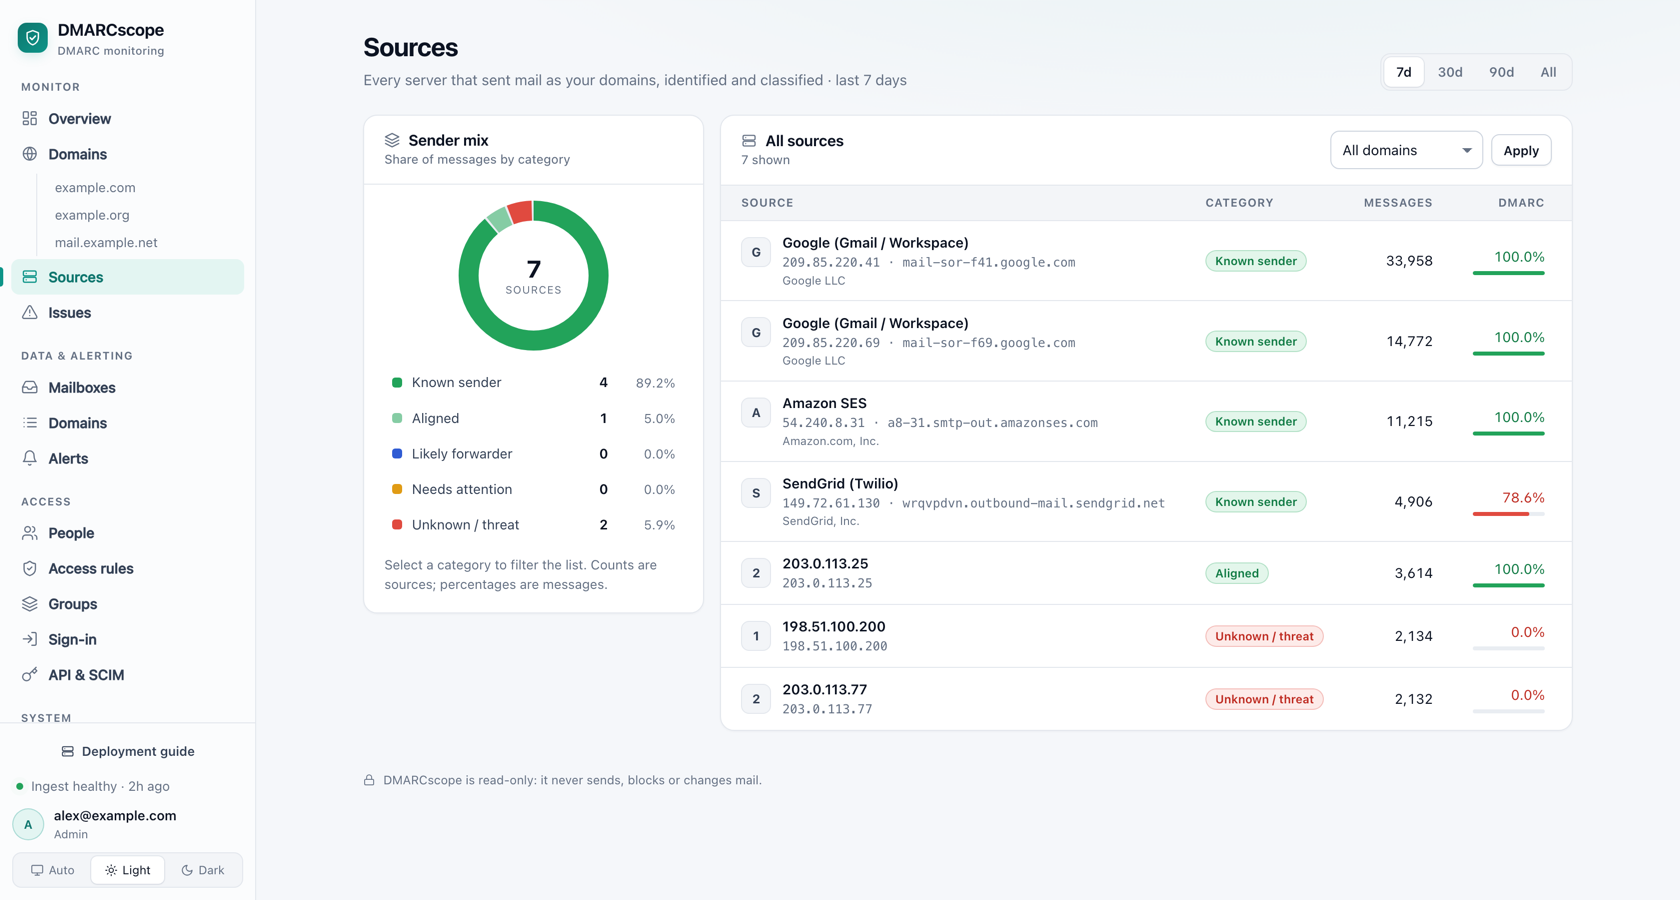 DMARCscope
DMARC monitoring
MONITOR
Overview
Domains
example.com
example.org
mail.example.net
Sources
Issues
DATA & ALERTING
Mailboxes
Domains
Alerts
ACCESS
People
Access rules
Groups
Sign-in
API & SCIM
SYSTEM
Deployment guide
Ingest healthy · 2h ago
A
alex@example.com
Admin
Auto Light Dark
Sources
Every server that sent mail as your domains, identified and classified · last 7 days
7d 30d 90d All
Sender mix
Share of messages by category
7
SOURCES
Known sender 4 89.2%
Aligned 1 5.0%
Likely forwarder 0 0.0%
Needs attention 0 0.0%
Unknown / threat 2 5.9%
Select a category to filter the list. Counts are
sources; percentages are messages.
All sources
7 shown
All domains Apply
SOURCE CATEGORY MESSAGES DMARC
G Google (Gmail / Workspace)
209.85.220.41 · mail-sor-f41.google.com
Google LLC
Known sender 33,958 100.0%
G Google (Gmail / Workspace)
209.85.220.69 · mail-sor-f69.google.com
Google LLC
Known sender 14,772 100.0%
A Amazon SES
54.240.8.31 · a8-31.smtp-out.amazonses.com
Amazon.com, Inc.
Known sender 11,215 100.0%
S SendGrid (Twilio)
149.72.61.130 · wrqvpdvn.outbound-mail.sendgrid.net
SendGrid, Inc.
Known sender 4,906 78.6%
2 203.0.113.25
203.0.113.25
Aligned 3,614 100.0%
1 198.51.100.200
198.51.100.200
Unknown / threat 2,134 0.0%
2 203.0.113.77
203.0.113.77
Unknown / threat 2,132 0.0%
DMARCscope is read-only: it never sends, blocks or changes mail.